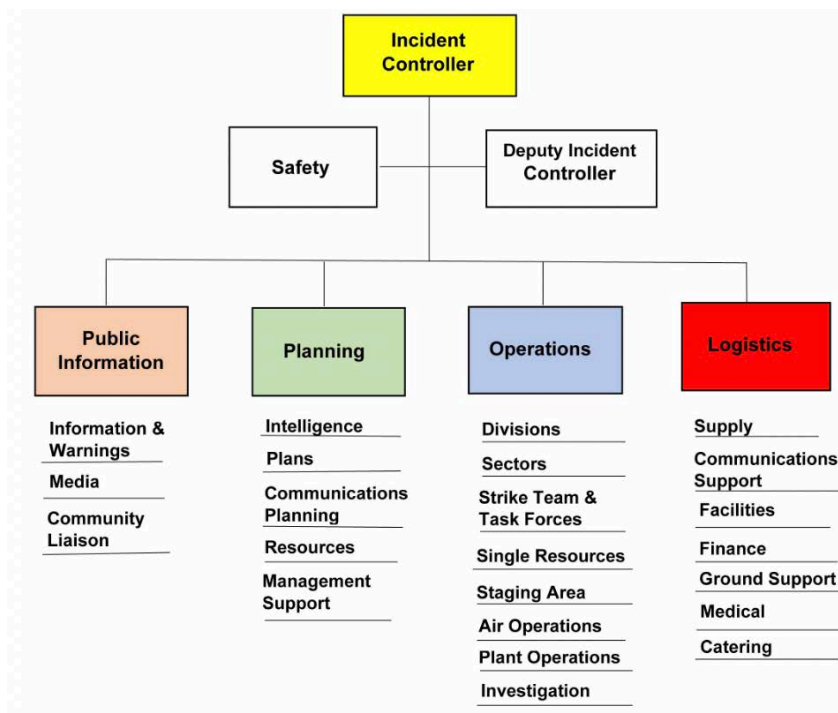 Incident
Controller
Safety
Deputy Incident
Controller
Public
Information
Planning
Operations
Logistics
Information &
Warnings
Media
Community
Liaison
Intelligence
Plans
Communications
Planning
Resources
Management
Support
Divisions
Sectors
Strike Team &
Task Forces
Single Resources
Staging Area
Air Operations
Plant Operations
Investigation
Supply
Communications
Support
Facilities
Finance
Ground Support
Medical
Catering